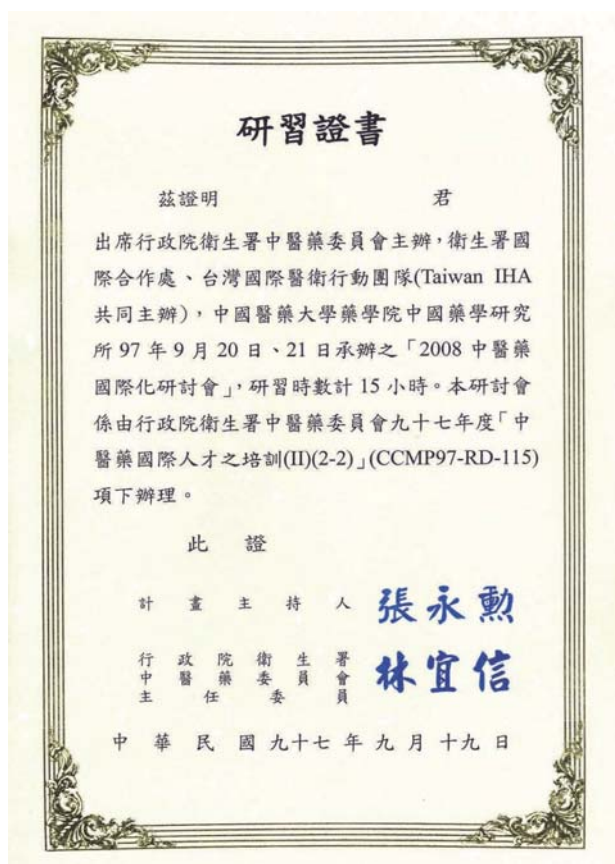 研習證書
茲證明 君
出席行政院衛生署中醫藥委員會主辦，衛生署國
際合作處、台灣國際醫衛行動團隊(Taiwan IHA
共同主辦)，中國醫藥大學藥學院中國藥學研究
所 97 年 9 月 20 日、21 日承辦之「2008 中醫藥
國際化研討會」，研習時數計 15 小時。本研討會
係由行政院衛生署中醫藥委員會九十七年度「中
醫藥國際人才之培訓(II)(2-2)」(CCMP97-RD-115)
項下辦理。
此 證
計畫主持人 張永勳
行政院衛生署
中醫藥委員會
主任委員 林宜信
中華民國九十七年九月十九日